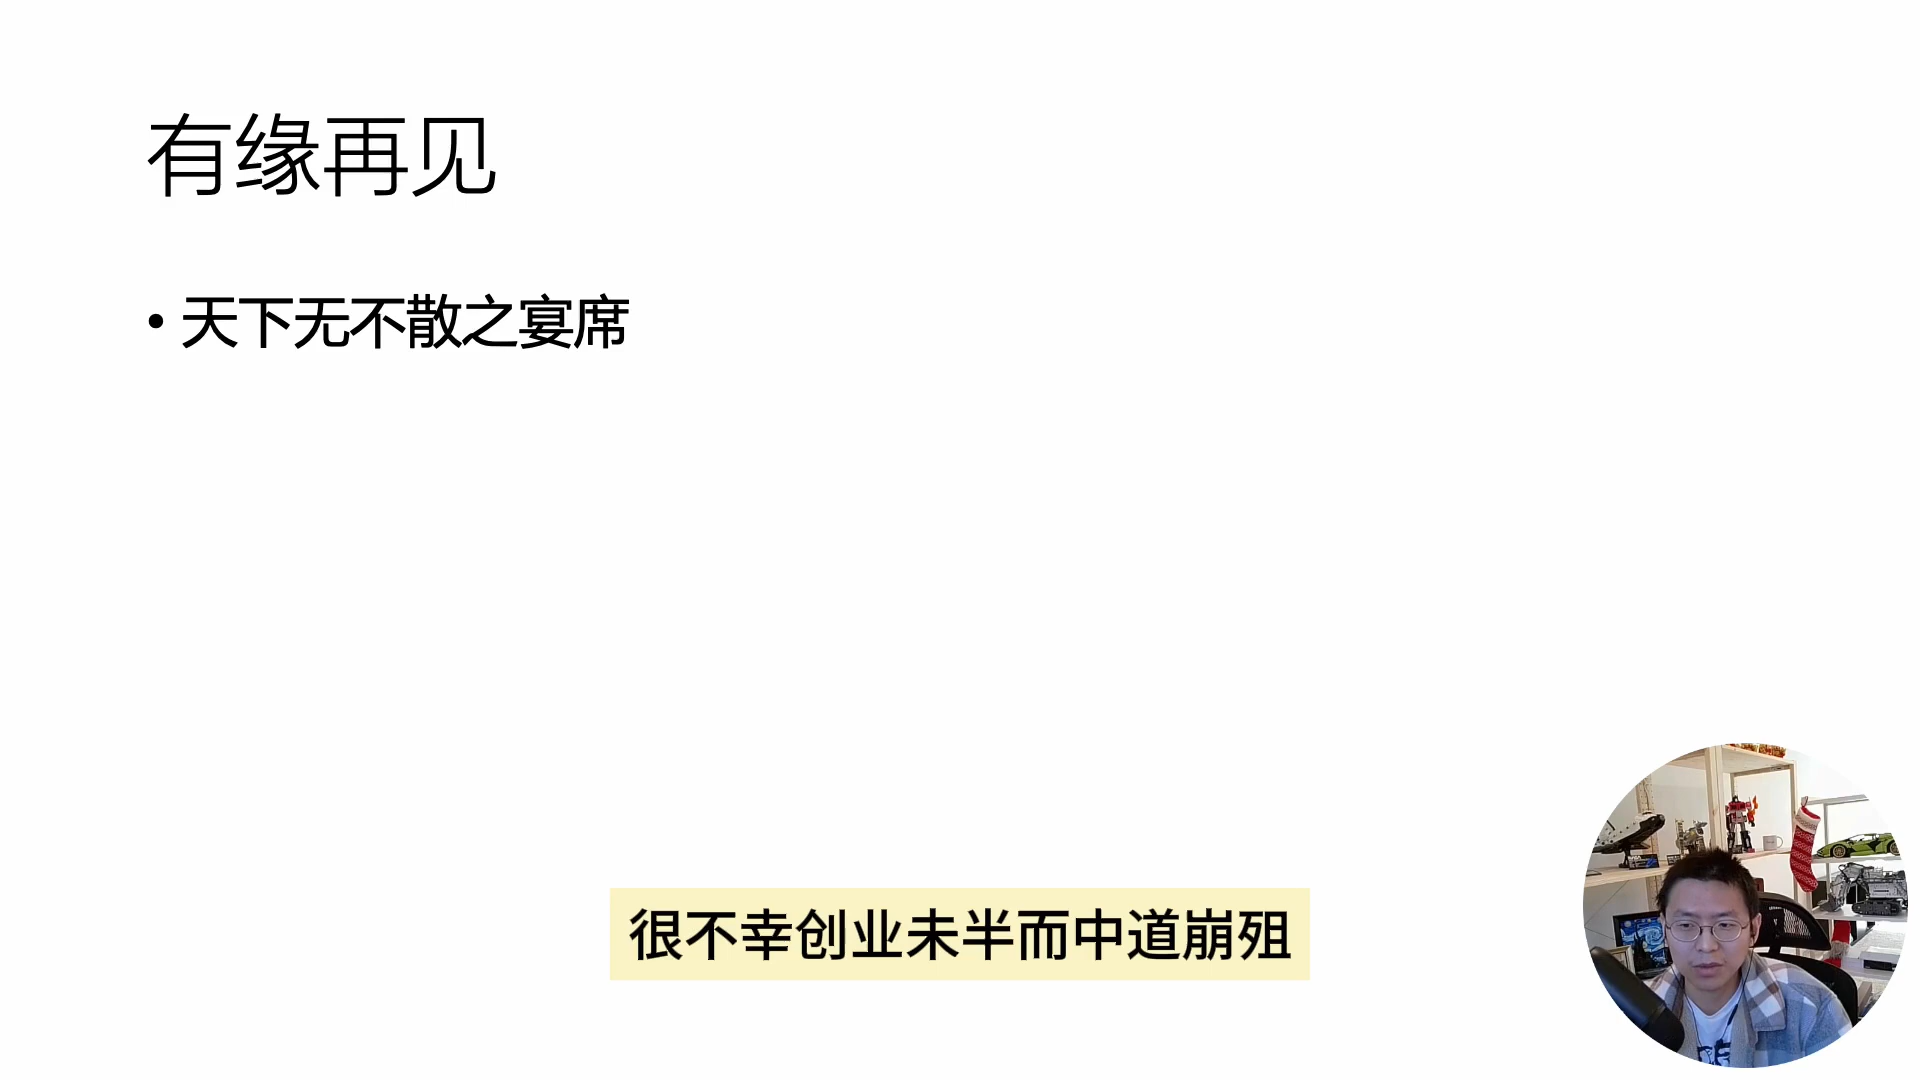 有缘再见
• 天下无不散之宴席
很不幸创业未半而中道崩殂